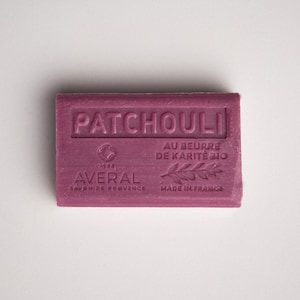 PATCHOULI
AU BEURRE
DE KARITÉ BIO
AVERAL
MADE IN FRANCE